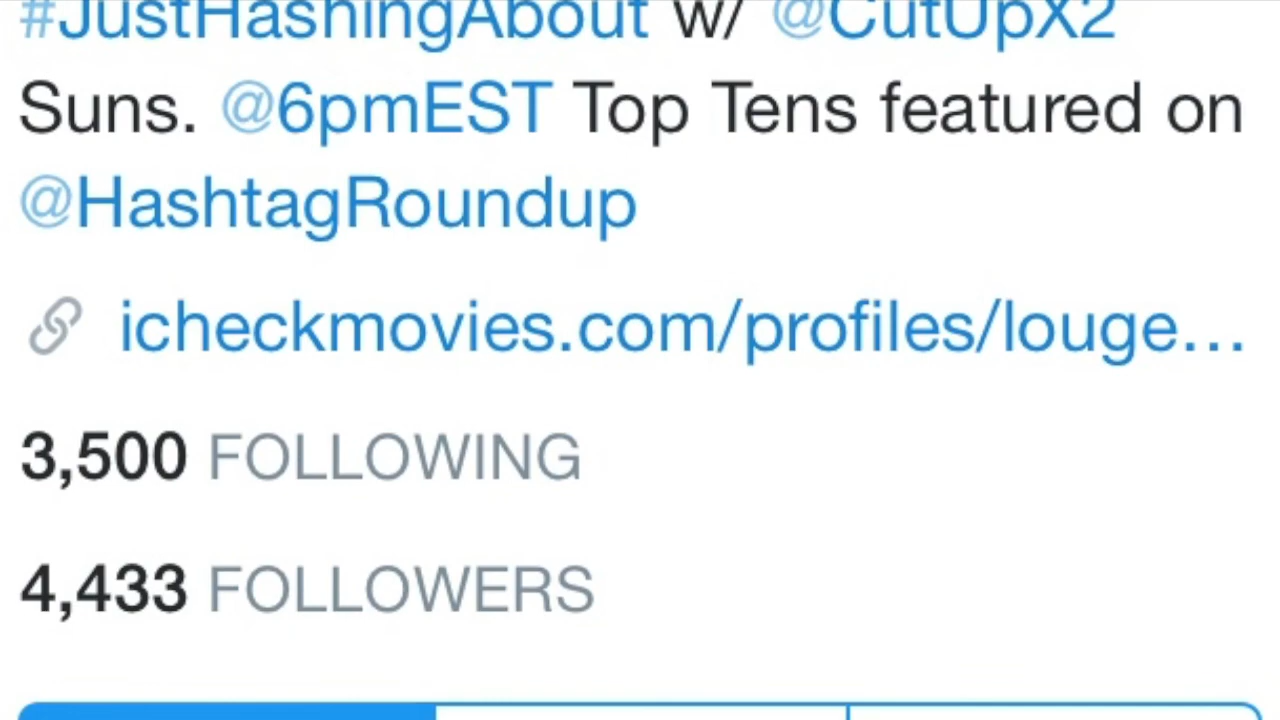 #JustHashingAbout w/ @CutUpX2
Suns. @6pmEST Top Tens featured on
@HashtagRoundup
icheckmovies.com/profiles/louge…
3,500 FOLLOWING
4,433 FOLLOWERS